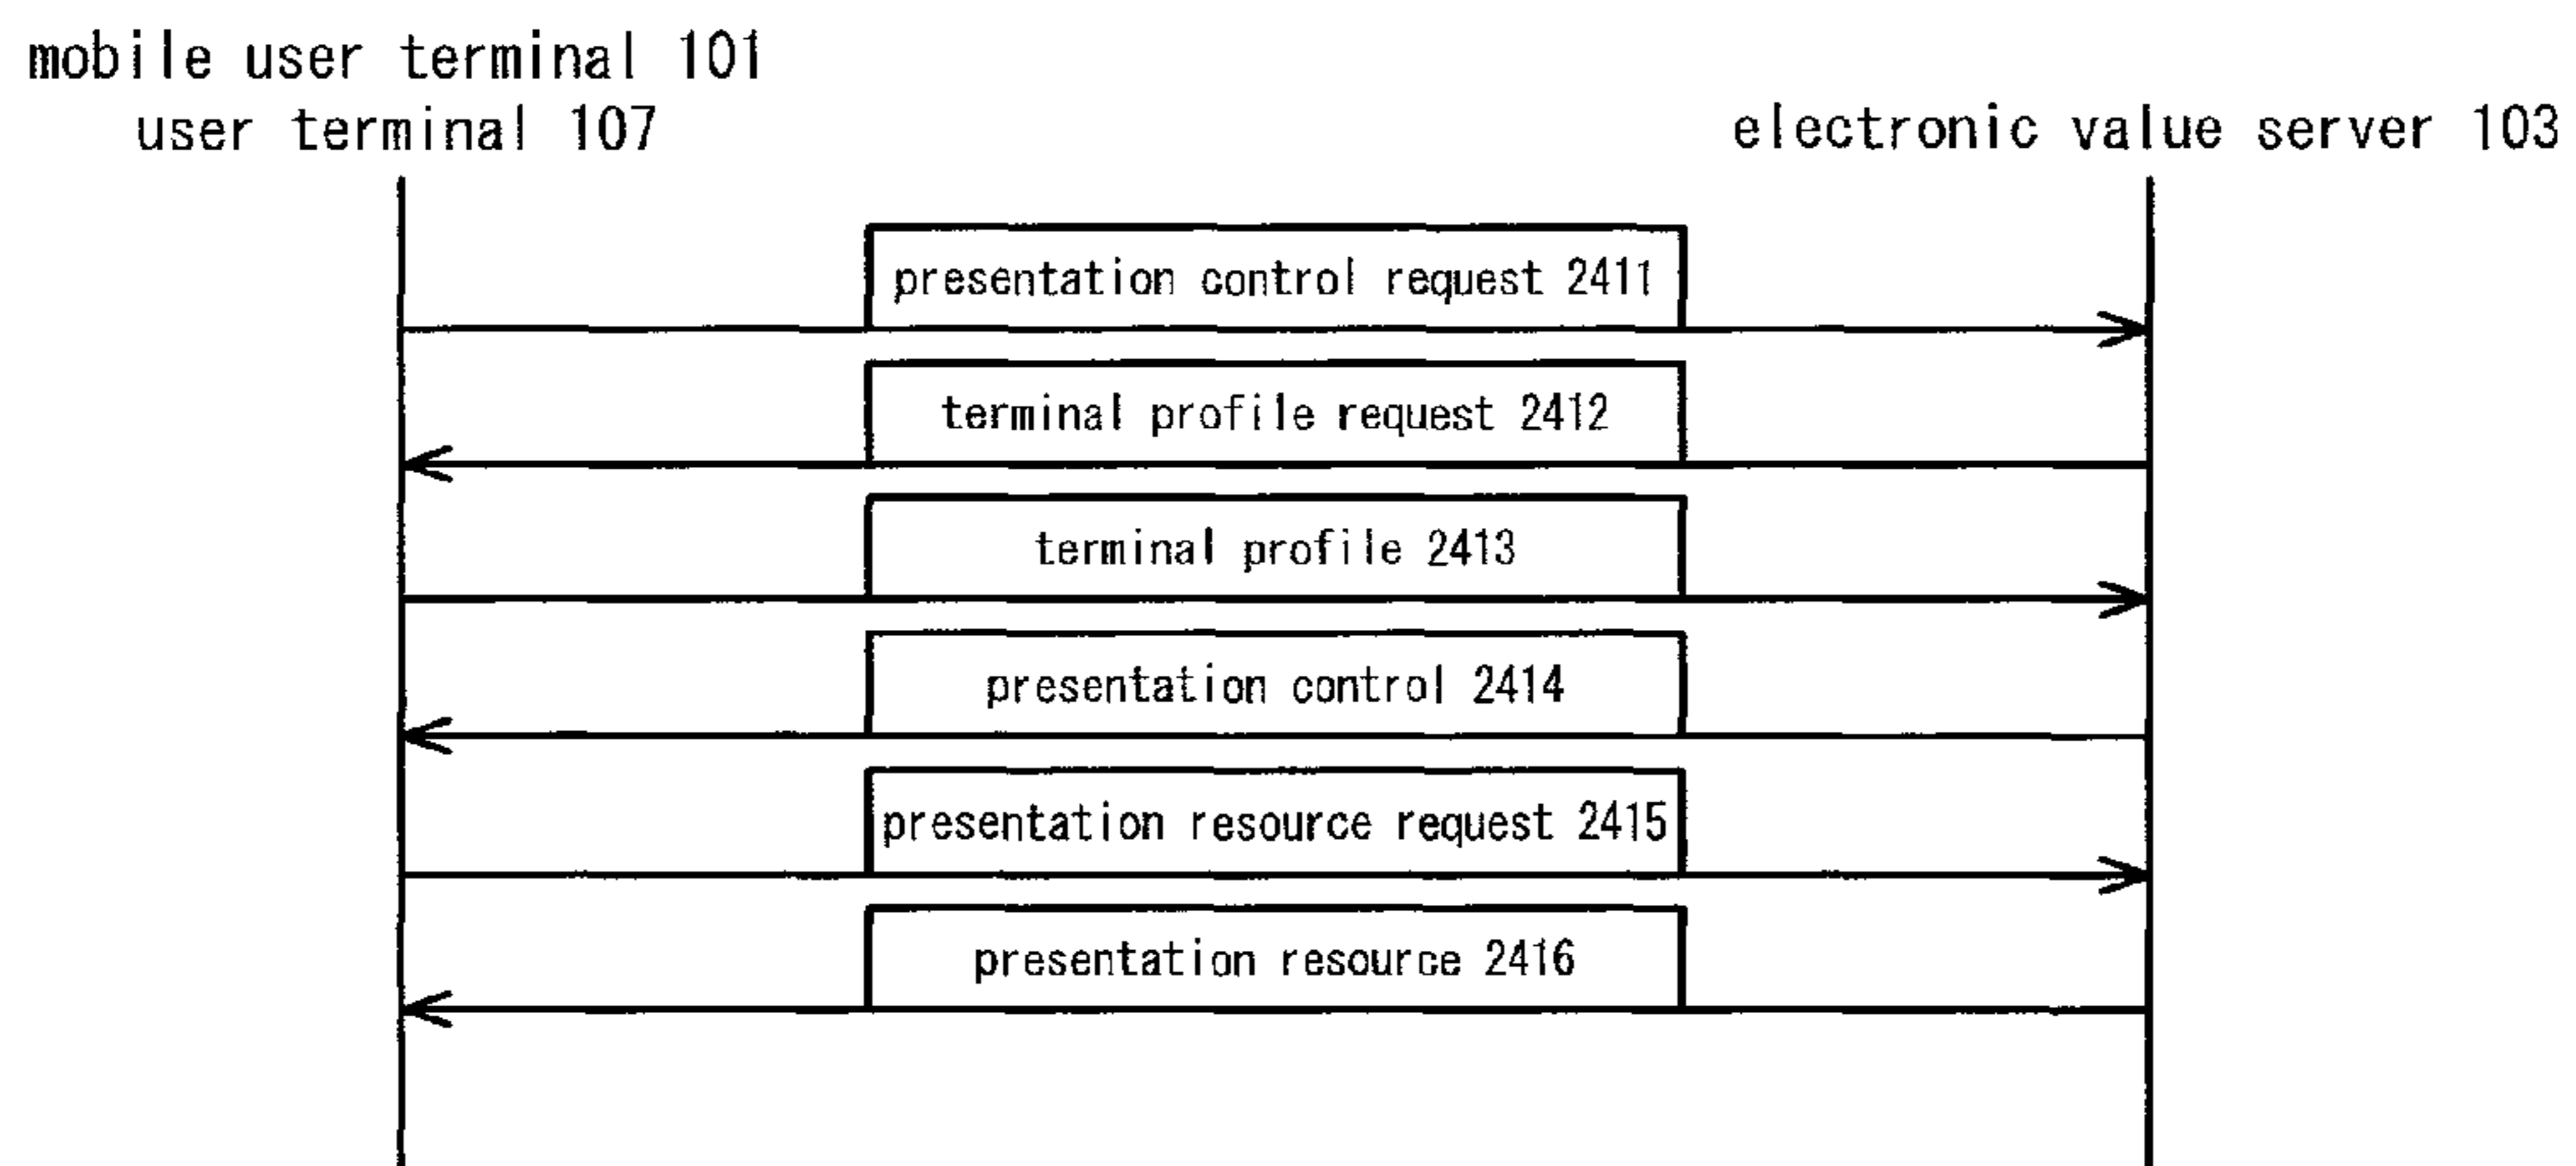 mobile user terminal 101
user terminal 107
electronic value server 103
presentation control request 2411
terminal profile request 2412
terminal profile 2413
presentation control 2414
presentation resource request 2415
presentation resource 2416